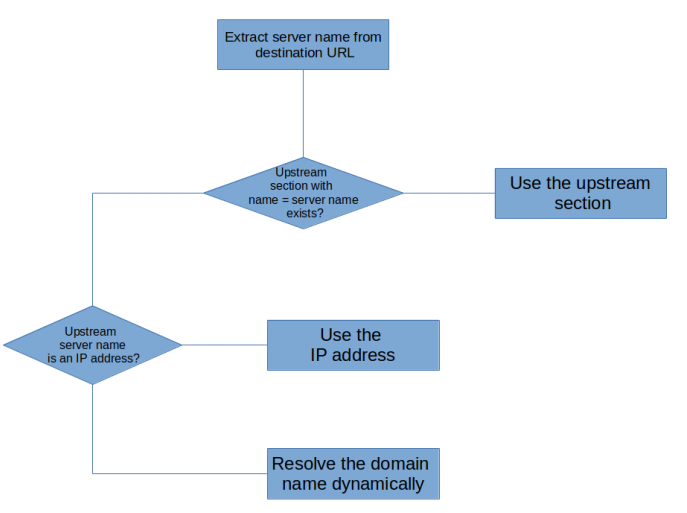 Extract server name from
destination URL
Upstream
section with
name = server name
exists?
Use the upstream
section
Upstream
server name
is an IP address?
Use the
IP address
Resolve the domain
name dynamically